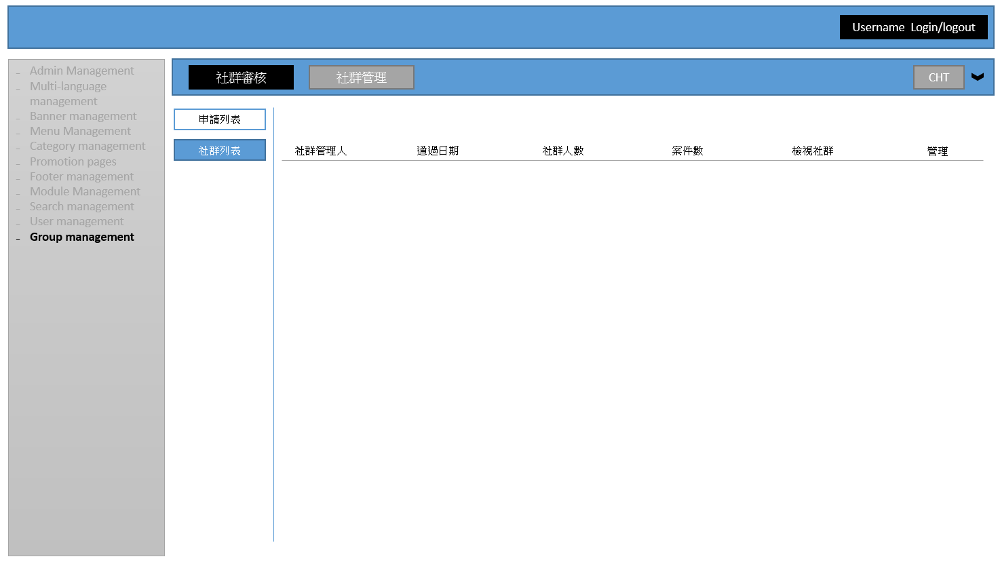 Username  Login/logout
Admin Management
Multi-language
management
Banner management
Menu Management
Category management
Promotion pages
Footer management
Module Management
Search management
User management
Group management
社群審核 社群管理 CHT
申請列表
社群列表
社群管理人 通過日期 社群人數 案件數 檢視社群 管理